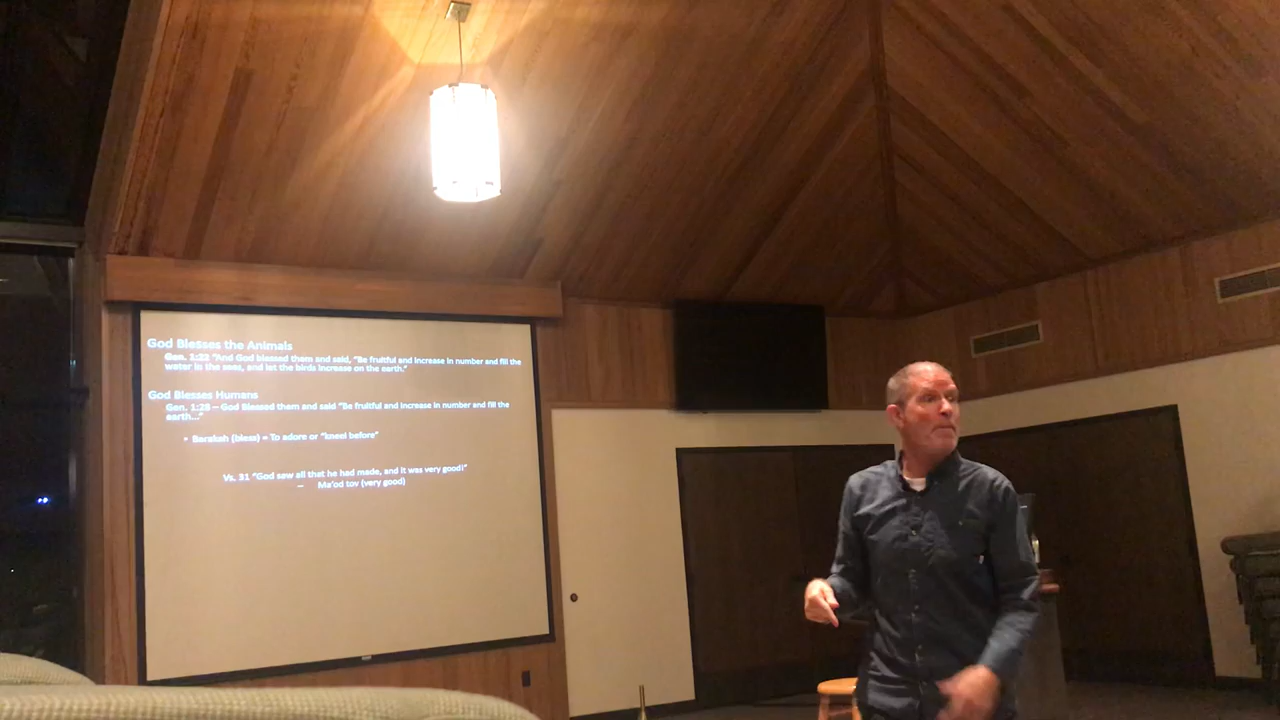 God Blesses the Animals
Gen. 1:22 "And God blessed them and said, "Be fruitful and increase in number and fill the
water in the seas, and let the birds increase on the earth."
God Blesses Humans
Gen. 1:28 – God Blessed them and said "Be fruitful and increase in number and fill the
earth…"
• Barakah (bless) = To adore or "kneel before"
Vs. 31 "God saw all that he had made, and it was very good!"
– Ma'od tov (very good)